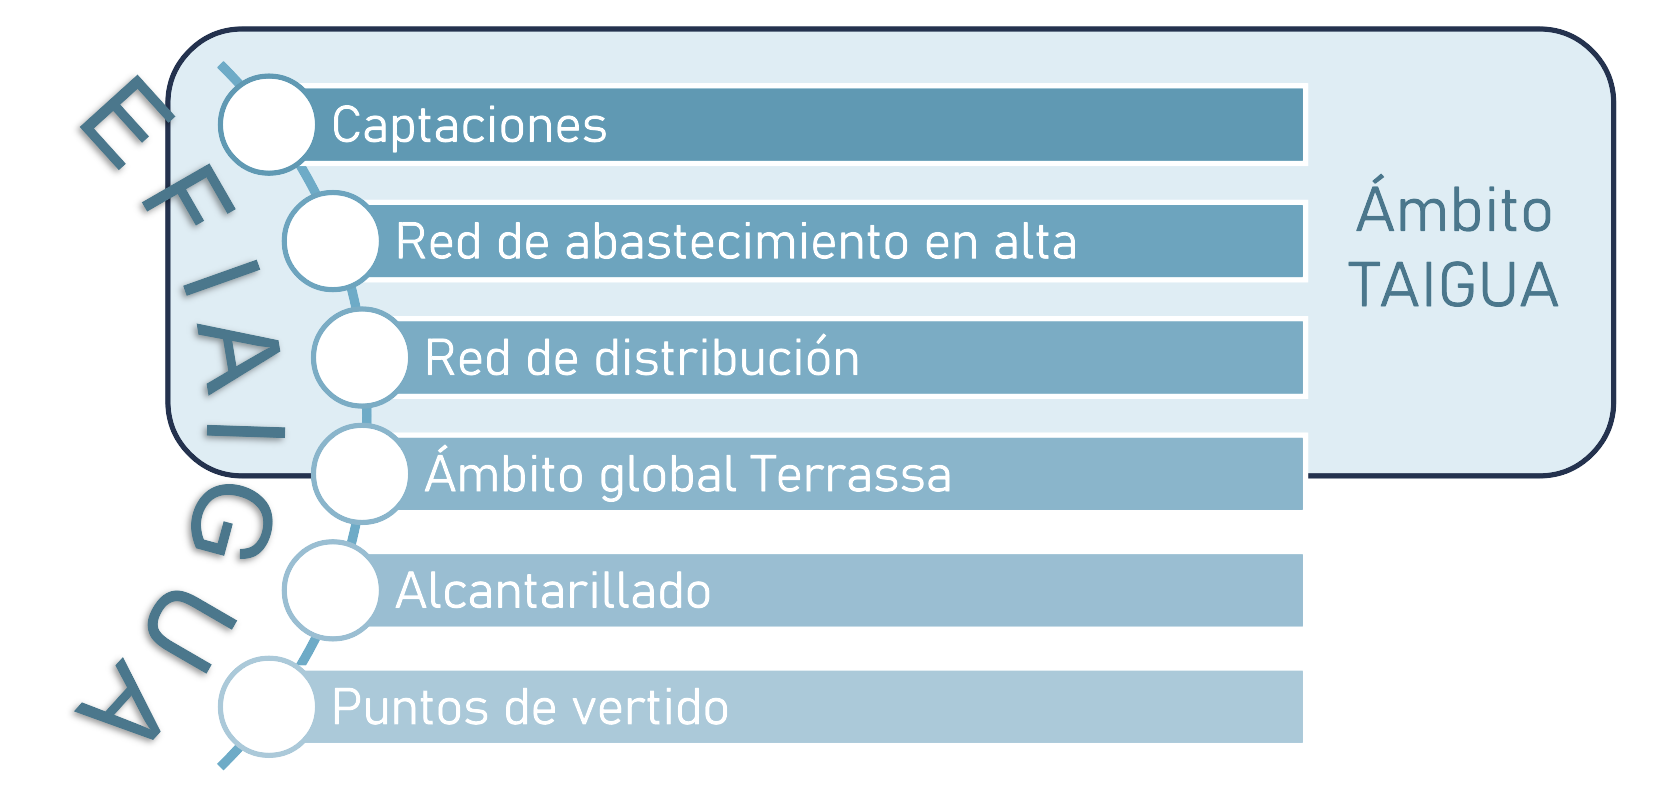 EFIAIGUA
Captaciones
Red de abastecimiento en alta
Red de distribución
Ámbito global Terrassa
Alcantarillado
Puntos de vertido
Ámbito
TAIGUA